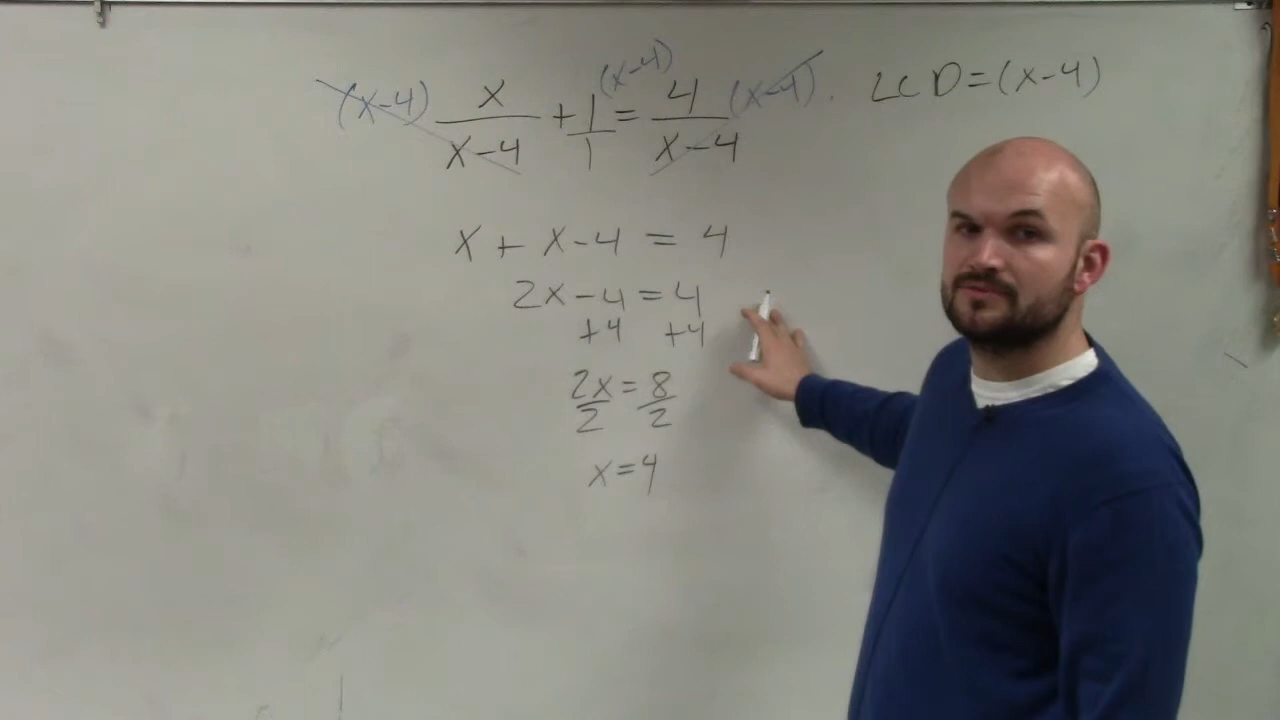 (x-4) x/(x-4) + 1/1 (x-4) = 4/(x-4) (x-4) . LCD=(x-4)
x + x-4 = 4
2x-4=4
+4 +4
2x/2 = 8/2
x=4